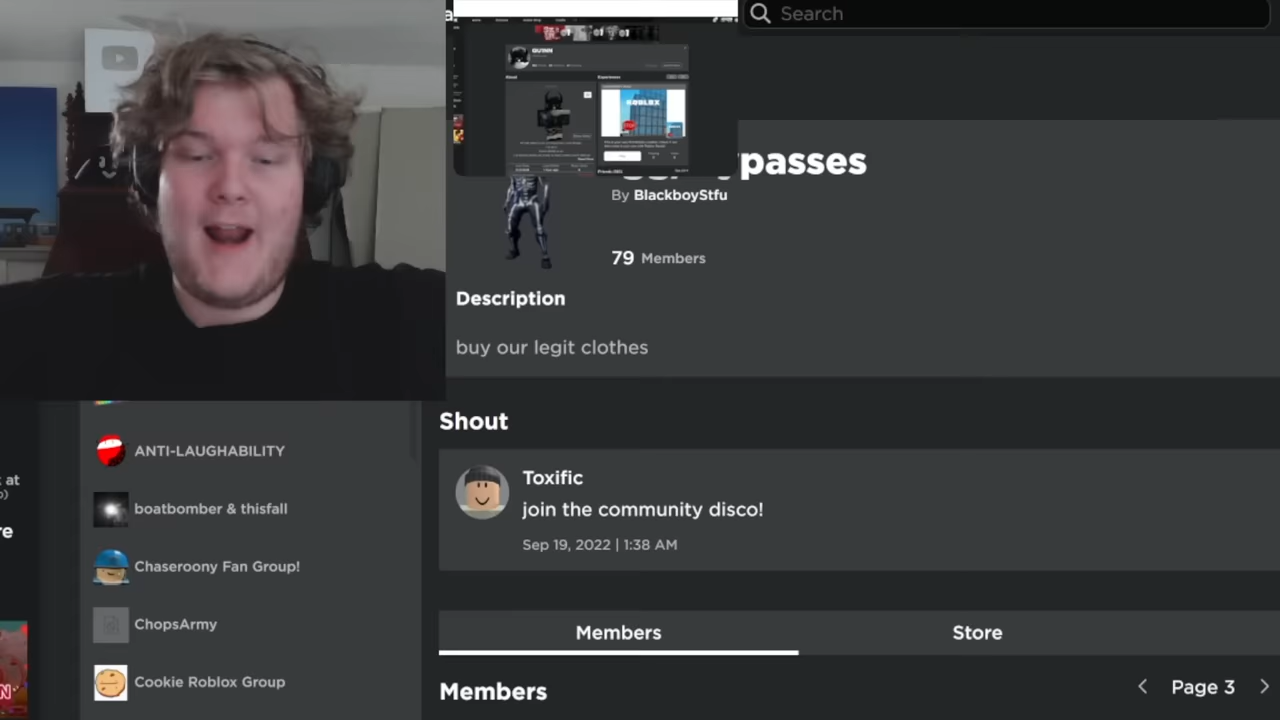 Search
ROBLOX
passes
By BlackboyStfu
79 Members
Description
buy our legit clothes
Shout
ANTI-LAUGHABILITY
Toxific
boatbomber & thisfall
join the community disco!
Sep 19, 2022 | 1:38 AM
Chaseroony Fan Group!
ChopsArmy
Members
Store
Cookie Roblox Group
Members
Page 3